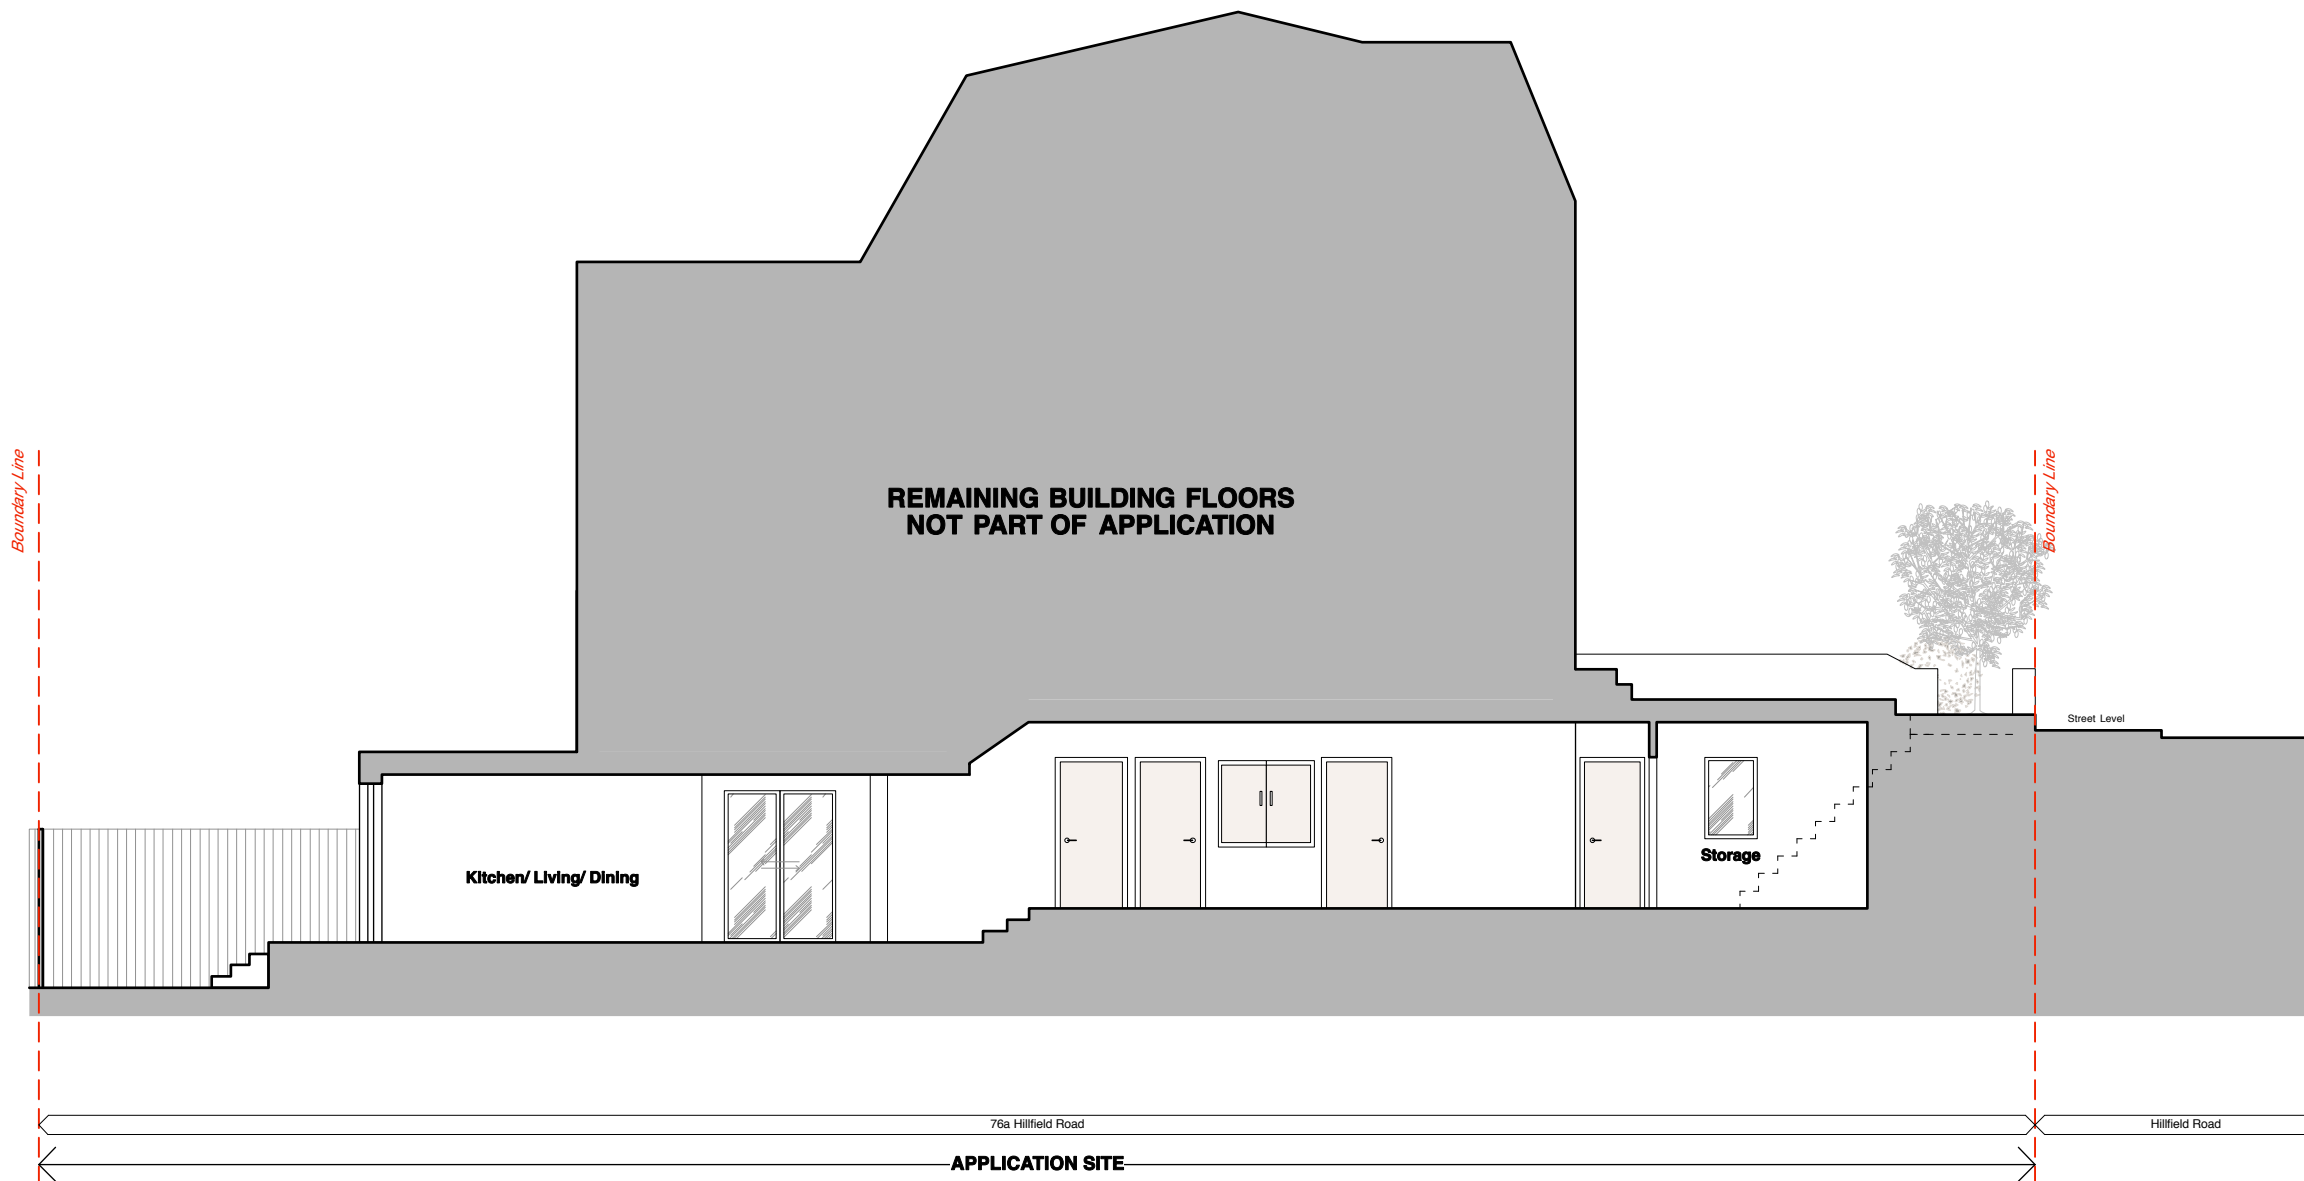 REMAINING BUILDING FLOORS
NOT PART OF APPLICATION
Boundary Line
Boundary Line
Street Level
Kitchen/ Living/ Dining
Storage
76a Hillfield Road
Hillfield Road
APPLICATION SITE